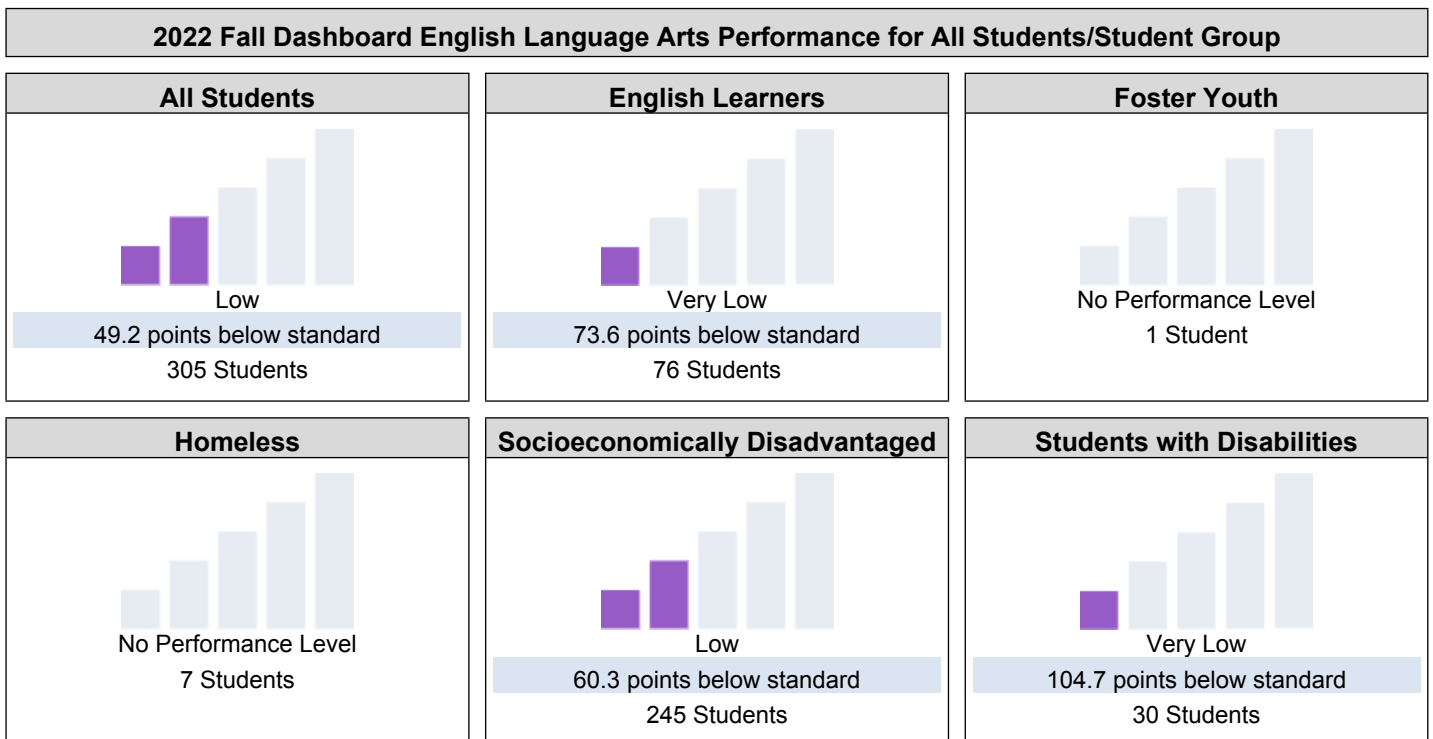 2022 Fall Dashboard English Language Arts Performance for All Students/Student Group
All Students
Low
49.2 points below standard
305 Students
English Learners
Very Low
73.6 points below standard
76 Students
Foster Youth
No Performance Level
1 Student
Homeless
No Performance Level
7 Students
Socioeconomically Disadvantaged
Low
60.3 points below standard
245 Students
Students with Disabilities
Very Low
104.7 points below standard
30 Students